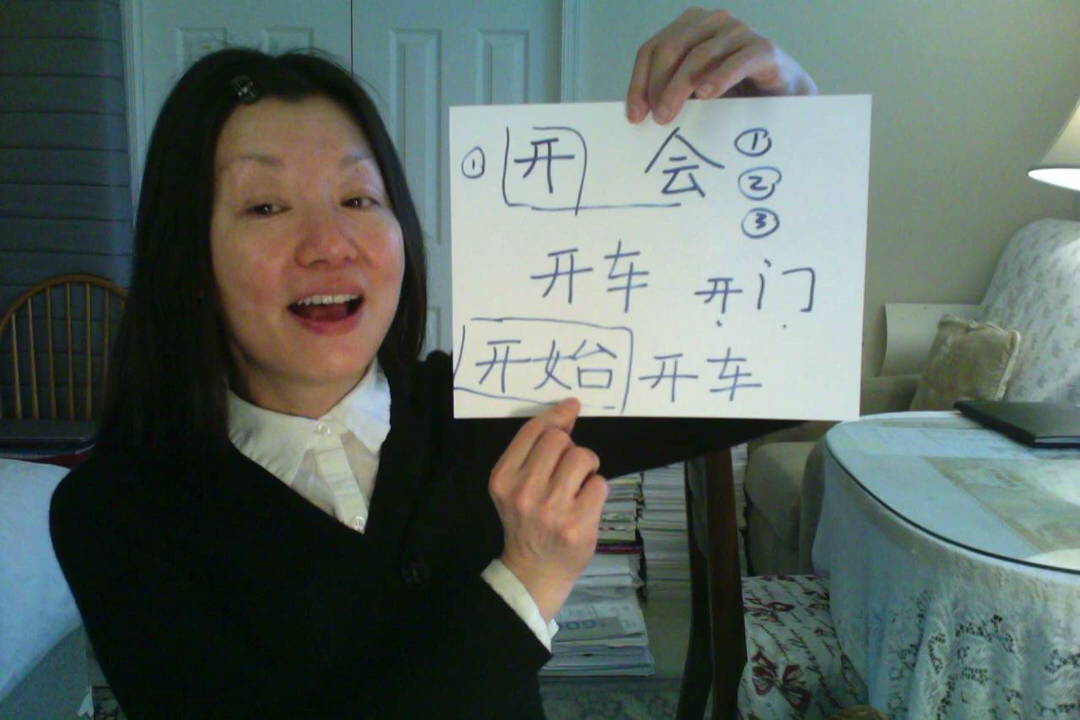 ① 开 会 ①
②
③
开车 开门
开始 开车